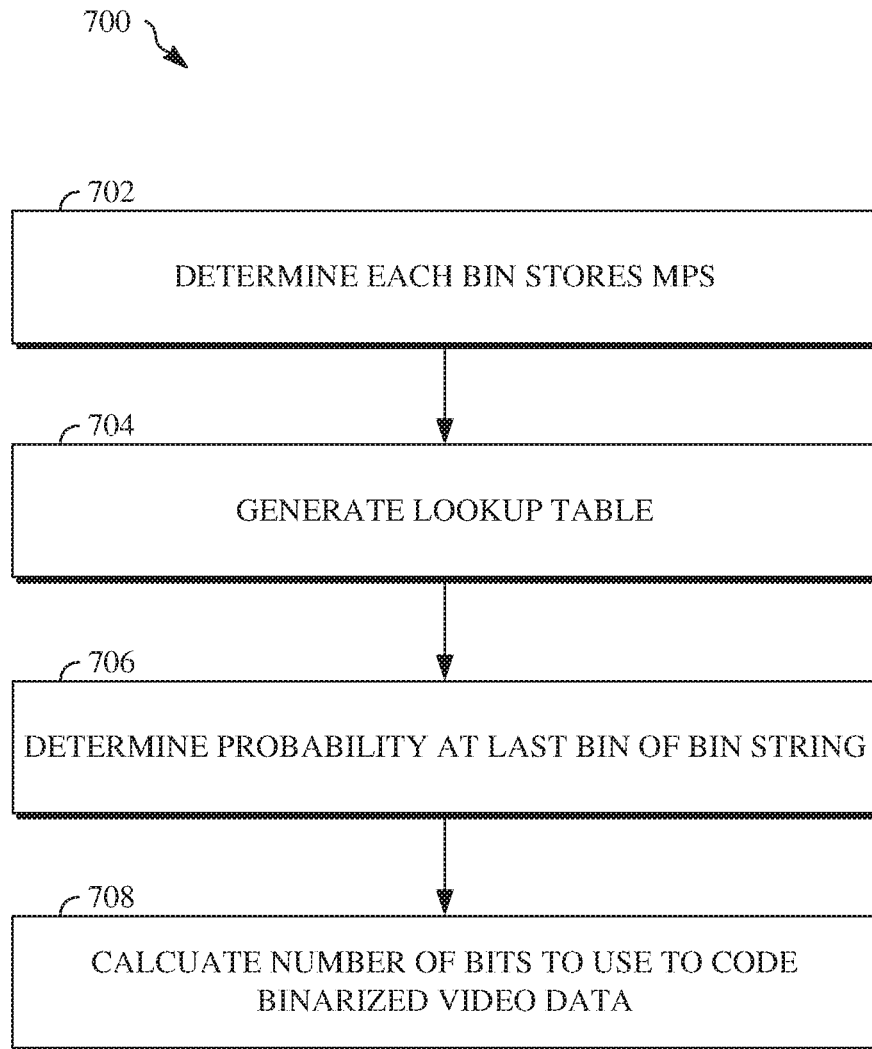 700
702
DETERMINE EACH BIN STORES MPS
704
GENERATE LOOKUP TABLE
706
DETERMINE PROBABILITY AT LAST BIN OF BIN STRING
708
CALCUATE NUMBER OF BITS TO USE TO CODE
BINARIZED VIDEO DATA